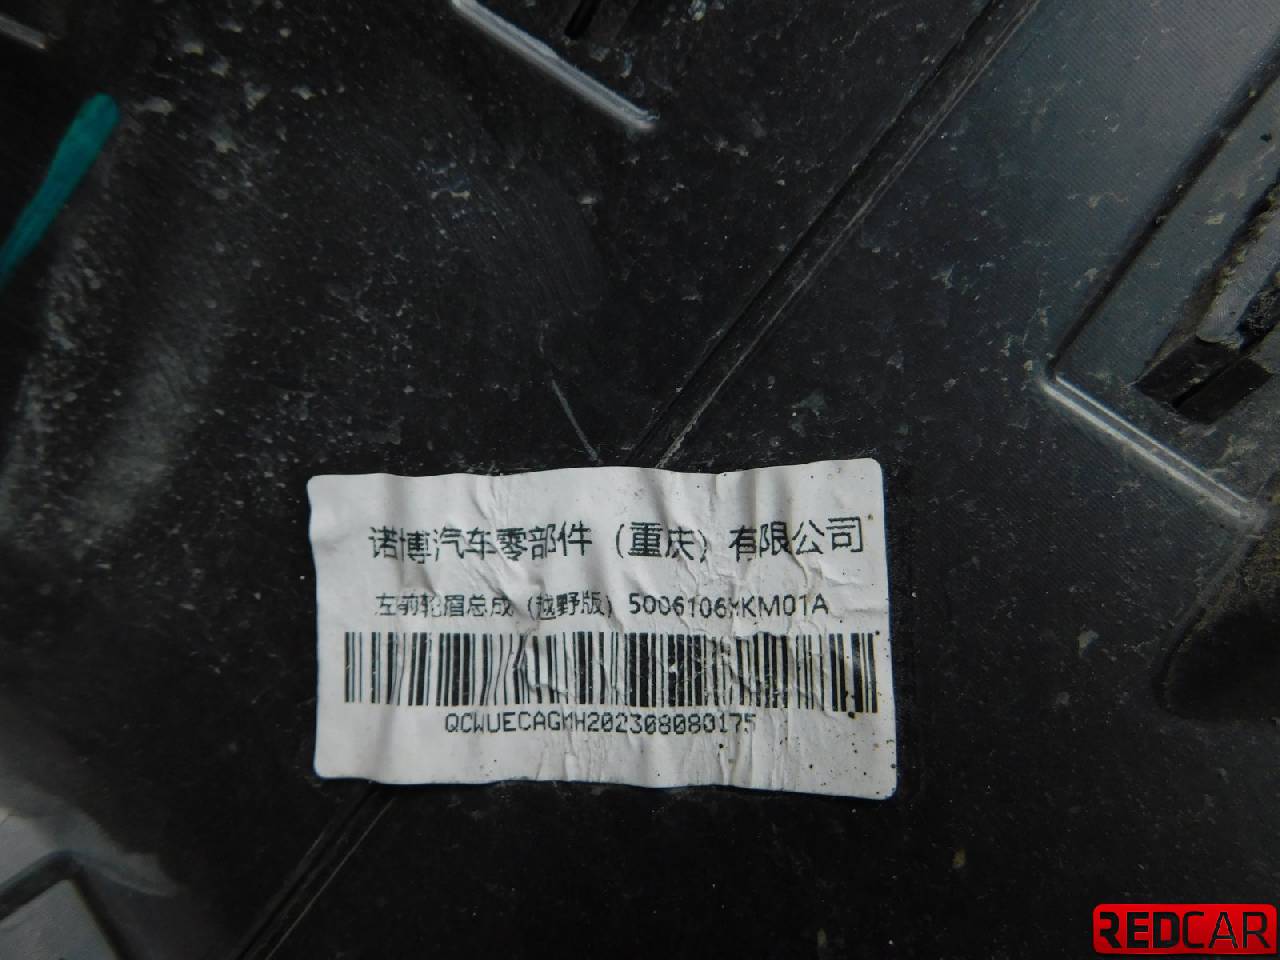 诺博汽车零部件（重庆）有限公司
左前轮眉总成（越野版）5006106XKM01A
QCWUECAGMH202308080175
REDCAR